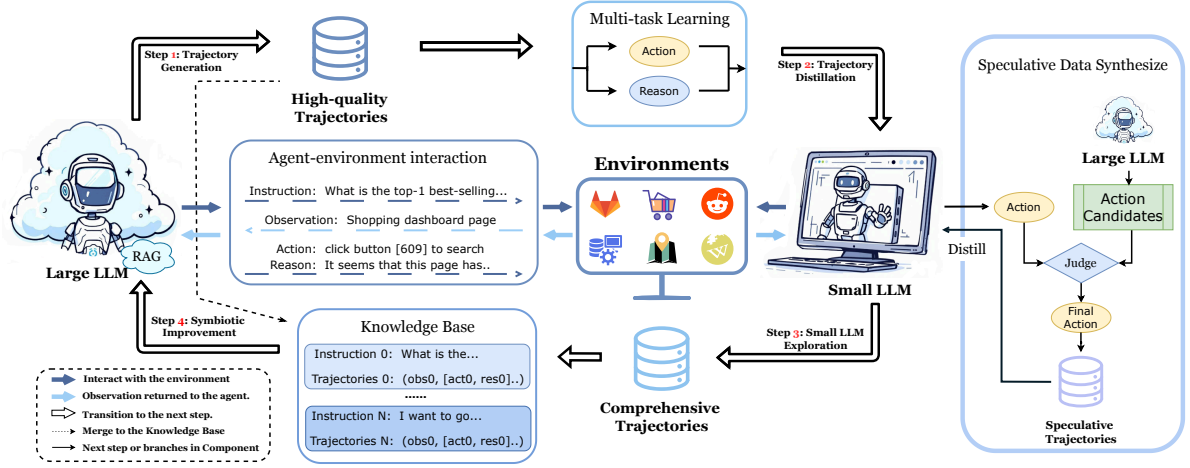 Step 1: Trajectory
Generation
High-quality
Trajectories
Multi-task Learning
Action
Reason
Step 2: Trajectory
Distillation
Speculative Data Synthesize
Large LLM
Action
Candidates
Action
Judge
Final
Action
Speculative
Trajectories
Distill
Large LLM
RAG
Agent-environment interaction
Instruction: What is the top-1 best-selling...
Observation: Shopping dashboard page
Action: click button [609] to search
Reason: It seems that this page has..
Environments
W
Small LLM
Step 4: Symbiotic
Improvement
Knowledge Base
Instruction 0: What is the...
Trajectories 0: (obs0, [act0, res0]..)
......
Instruction N: I want to go...
Trajectories N: (obs0, [act0, res0]..)
Comprehensive
Trajectories
Step 3: Small LLM
Exploration
Interact with the environment
Observation returned to the agent.
Transition to the next step.
Merge to the Knowledge Base
Next step or branches in Component